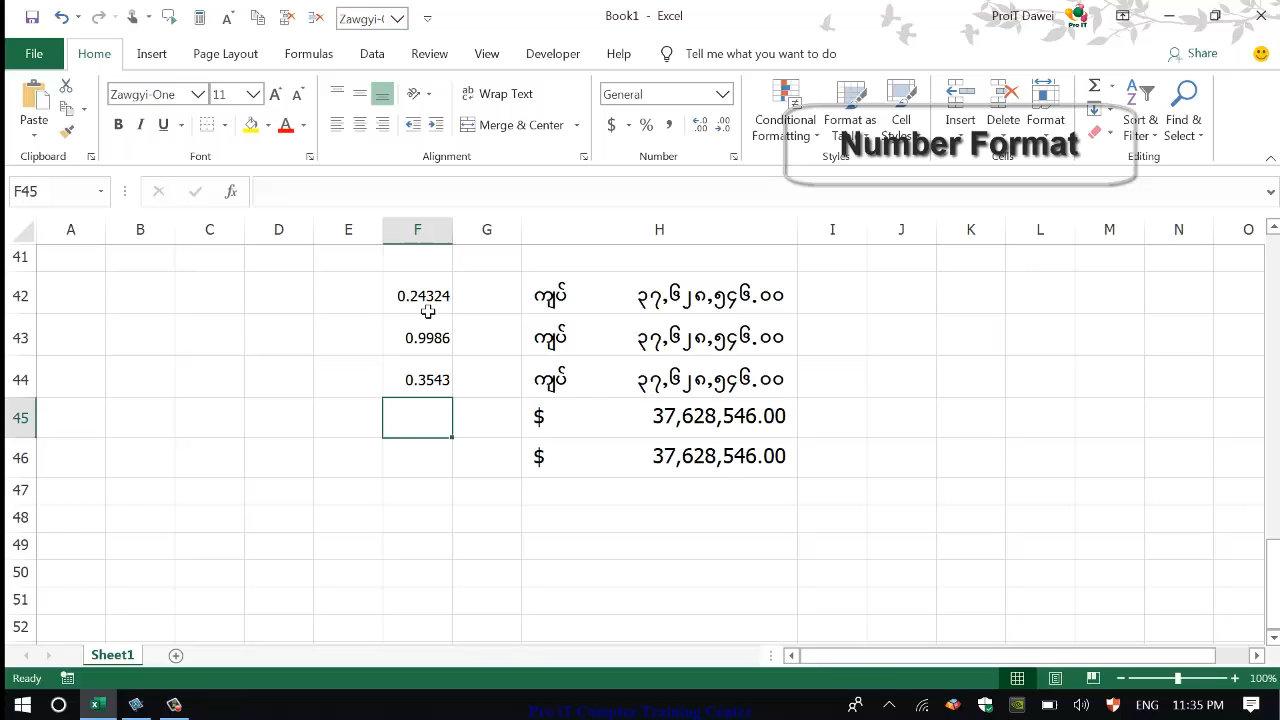 Zawgyi-(
Book1 - Excel
ProiT Dawei
Pro iT
File
Home
Insert
Page Layout
Formulas
Data
Review
View
Developer
Help
Tell me what you want to do
Share
Paste
Clipboard
Zawgyi-One
11
B I U
Font
Wrap Text
Merge & Center
Alignment
General
$ % ,
Number
Conditional Formatting
Format as Table
Cell Styles
Styles
Insert
Delete
Format
Cells
Sort & Filter
Find & Select
Editing
Number Format
F45
fx
A B C D E F G H I J K L M N O
41
42 0.24324 ကျပ် ၃၇,၆၂၈,၅၄၆.၀၀
43 0.9986 ကျပ် ၃၇,၆၂၈,၅၄၆.၀၀
44 0.3543 ကျပ် ၃၇,၆၂၈,၅၄၆.၀၀
45 $ 37,628,546.00
46 $ 37,628,546.00
47
48
49
50
51
52
Sheet1
Ready
100%
ENG 11:35 PM